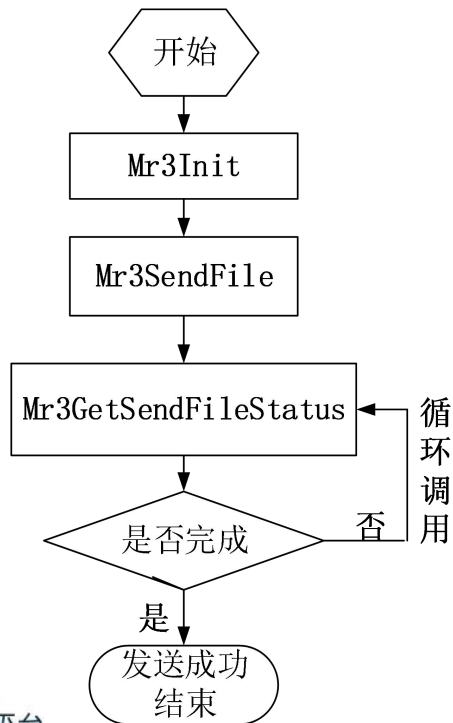 开始
Mr3Init
Mr3SendFile
Mr3GetSendFileStatus
循
环
调
用
是否完成
否
是
发送成功
结束